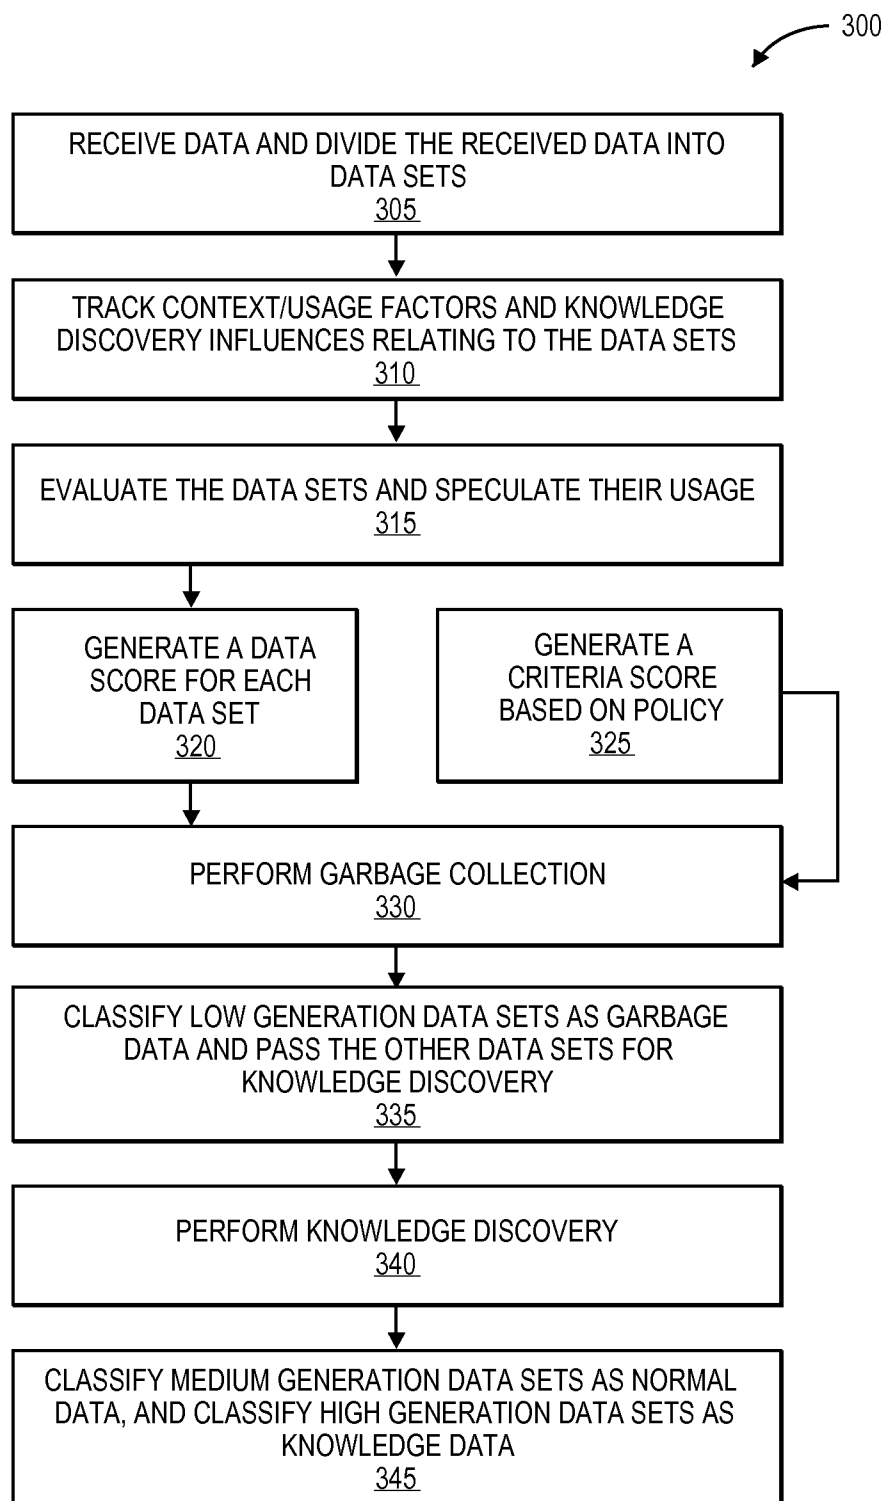 300
RECEIVE DATA AND DIVIDE THE RECEIVED DATA INTO
DATA SETS
305
TRACK CONTEXT/USAGE FACTORS AND KNOWLEDGE
DISCOVERY INFLUENCES RELATING TO THE DATA SETS
310
EVALUATE THE DATA SETS AND SPECULATE THEIR USAGE
315
GENERATE A DATA
SCORE FOR EACH
DATA SET
320
GENERATE A
CRITERIA SCORE
BASED ON POLICY
325
PERFORM GARBAGE COLLECTION
330
CLASSIFY LOW GENERATION DATA SETS AS GARBAGE
DATA AND PASS THE OTHER DATA SETS FOR
KNOWLEDGE DISCOVERY
335
PERFORM KNOWLEDGE DISCOVERY
340
CLASSIFY MEDIUM GENERATION DATA SETS AS NORMAL
DATA, AND CLASSIFY HIGH GENERATION DATA SETS AS
KNOWLEDGE DATA
345